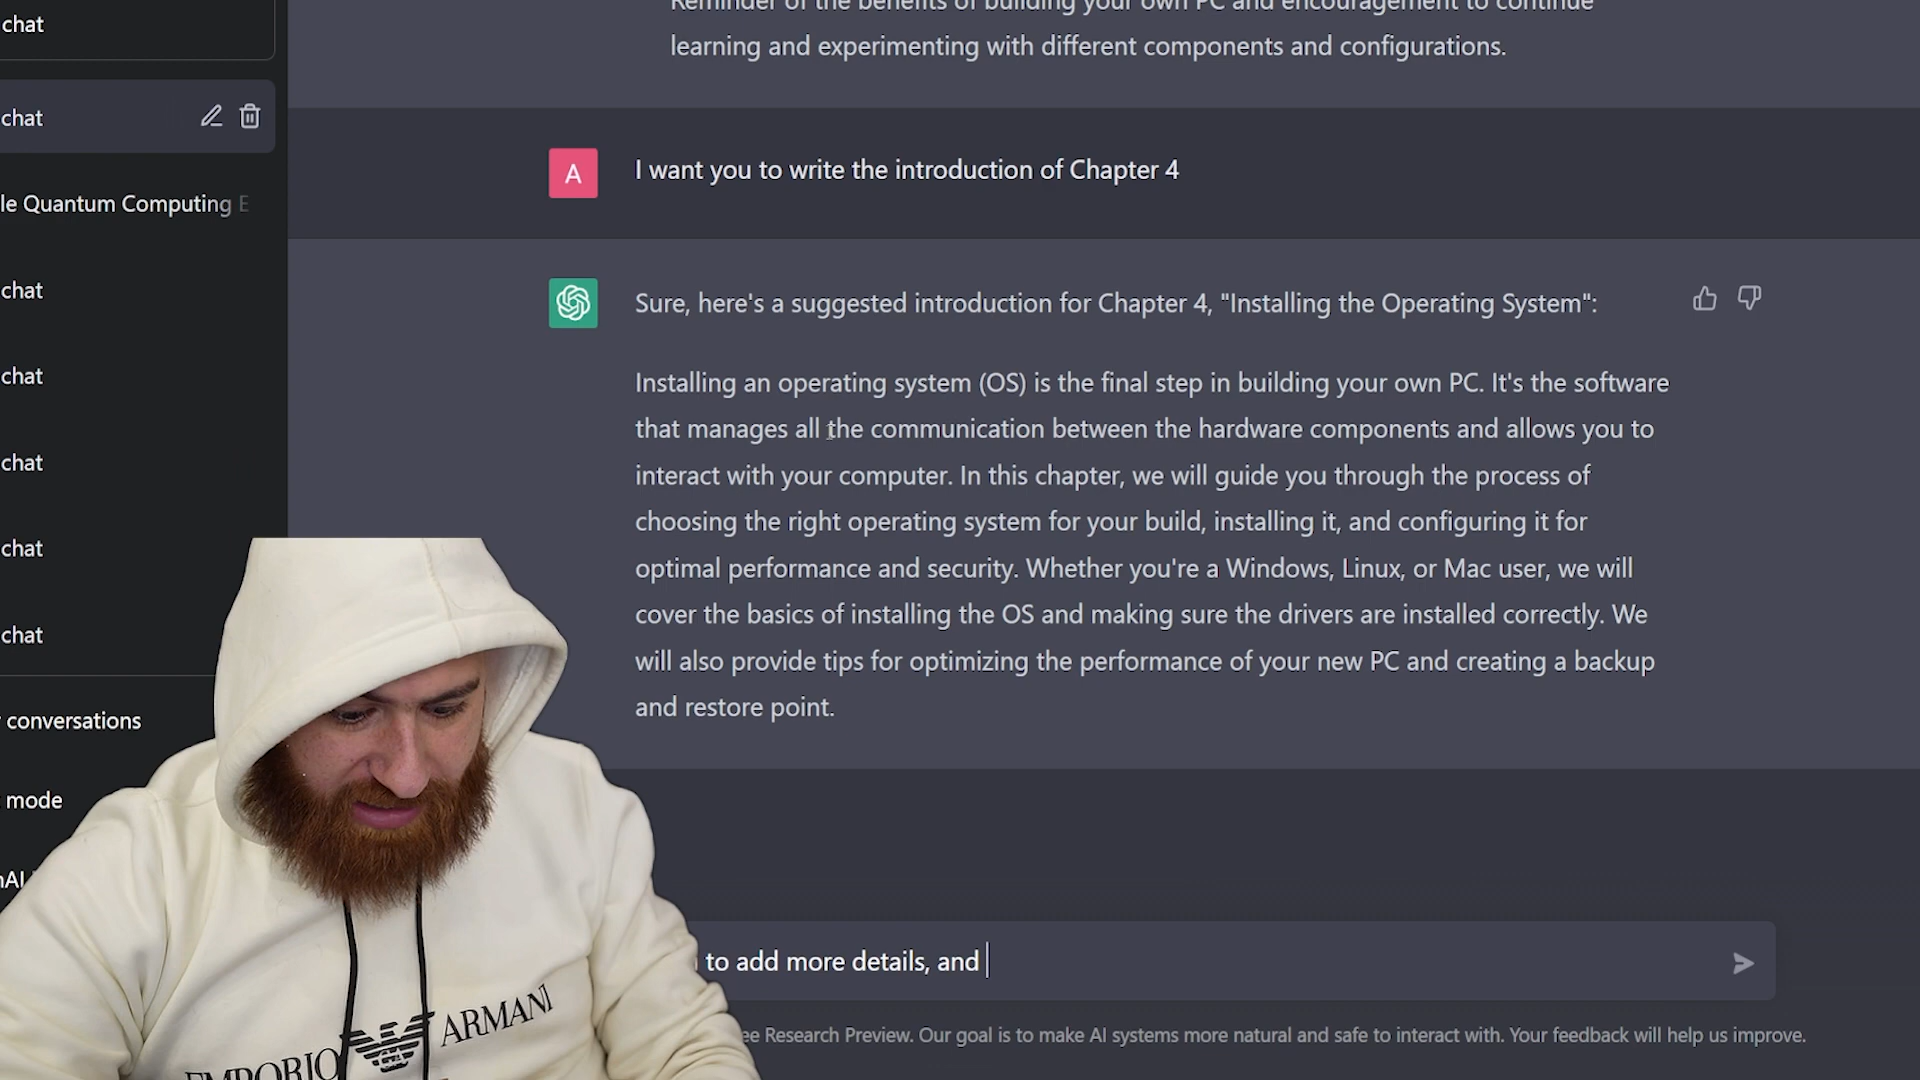 chat
Reminder of the benefits of building your own PC and encouragement to continue
learning and experimenting with different components and configurations.
chat
A
I want you to write the introduction of Chapter 4
le Quantum Computing E
chat
chat
chat
chat
chat
conversations
mode
nAI
Sure, here's a suggested introduction for Chapter 4, "Installing the Operating System":
Installing an operating system (OS) is the final step in building your own PC. It's the software
that manages all the communication between the hardware components and allows you to
interact with your computer. In this chapter, we will guide you through the process of
choosing the right operating system for your build, installing it, and configuring it for
optimal performance and security. Whether you're a Windows, Linux, or Mac user, we will
cover the basics of installing the OS and making sure the drivers are installed correctly. We
will also provide tips for optimizing the performance of your new PC and creating a backup
and restore point.
to add more details, and
ee Research Preview. Our goal is to make AI systems more natural and safe to interact with. Your feedback will help us improve.
EMPORIO ARMANI